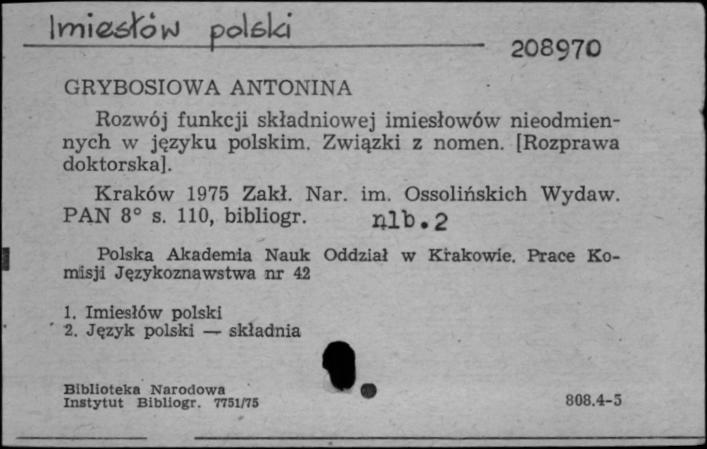 Imiesłów polski
208970
GRYBOSIOWA ANTONINA
Rozwój funkcji składniowej imiesłowów nieodmien-
nych w języku polskim. Związki z nomen. [Rozprawa
doktorska].
Kraków 1975 Zakł. Nar. im. Ossolińskich Wydaw.
PAN 8° s. 110, bibliogr. nlb.2
Polska Akademia Nauk Oddział w Krakowie. Prace Ko-
misji Językoznawstwa nr 42
1. Imiesłów polski
2. Język polski — składnia
Biblioteka Narodowa
Instytut Bibliogr. 7751/75
808.4-5